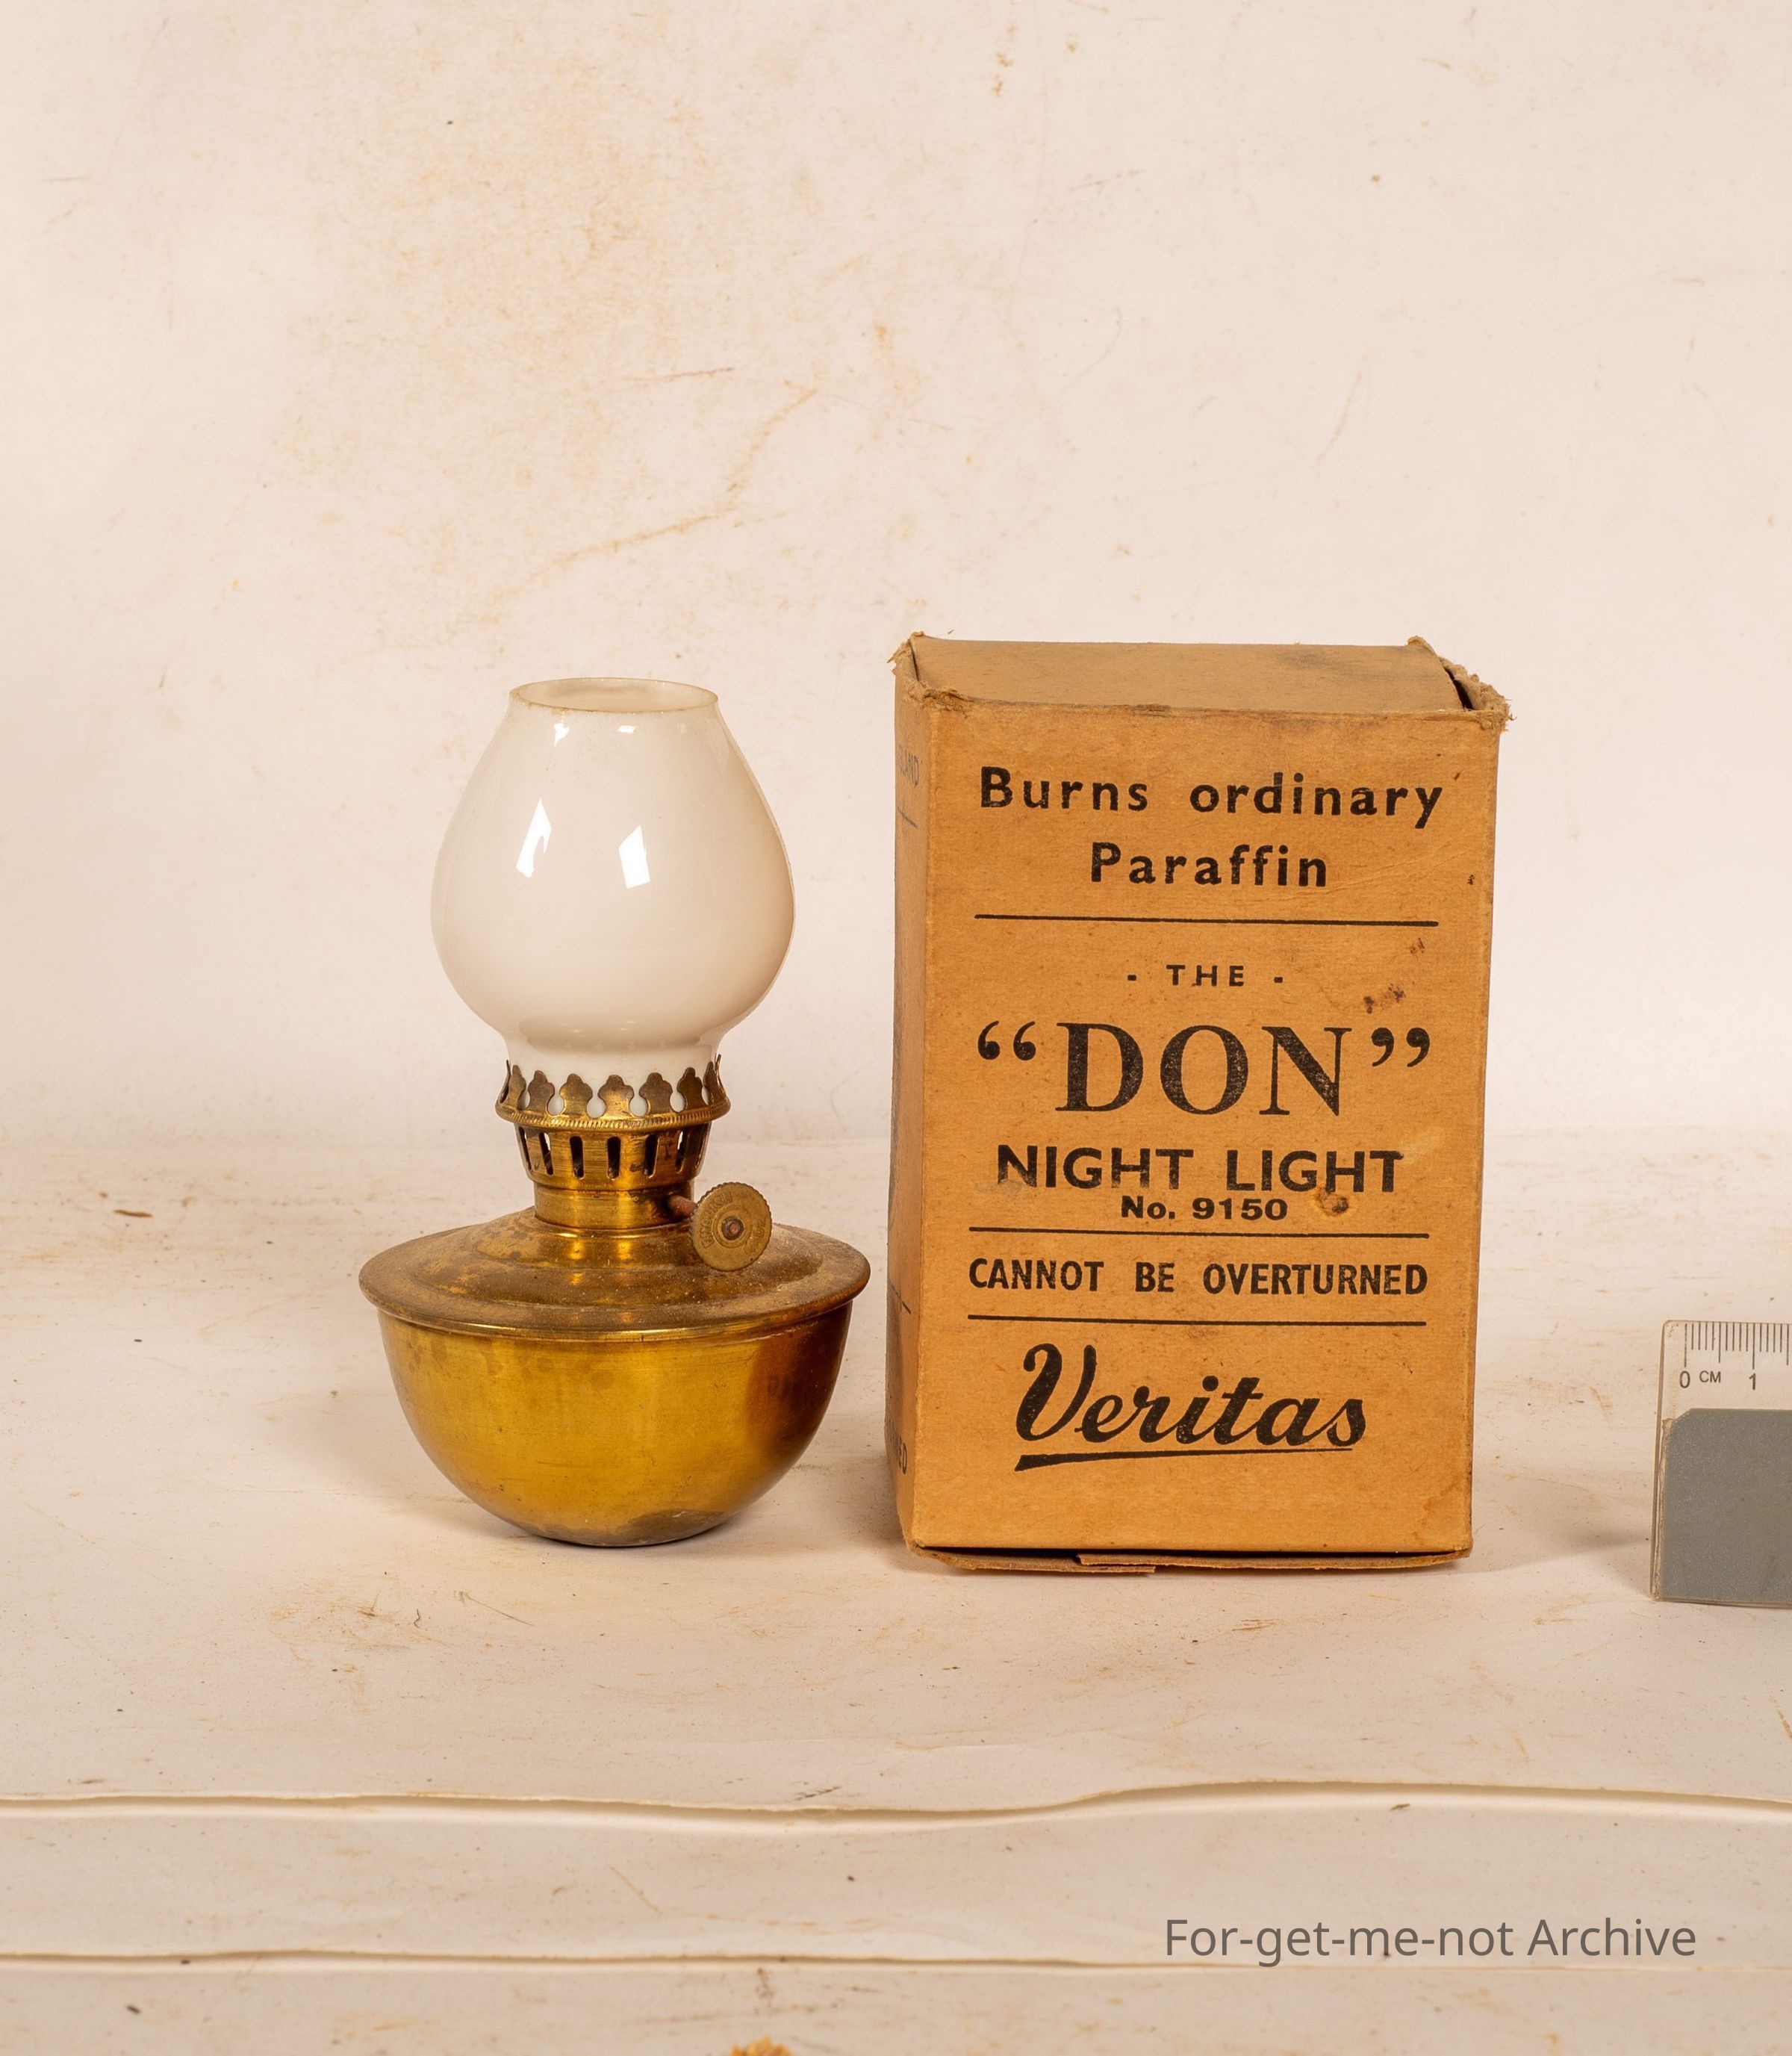 Burns ordinary
Paraffin
- THE -
“DON”
NIGHT LIGHT
No. 9150
CANNOT BE OVERTURNED
Veritas
0 CM 1
For-get-me-not Archive